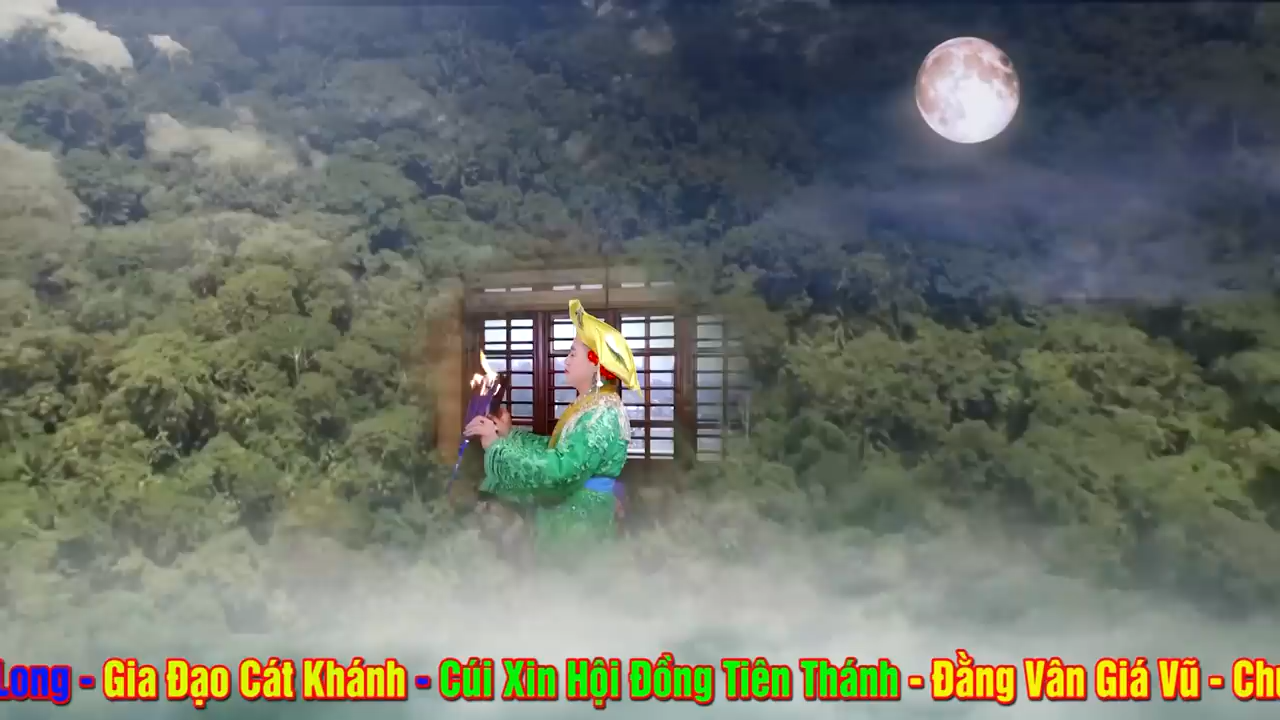 Long - Gia Đạo Cát Khánh - Cúi Xin Hội Đồng Tiên Thánh - Đằng Vân Giá Vũ -